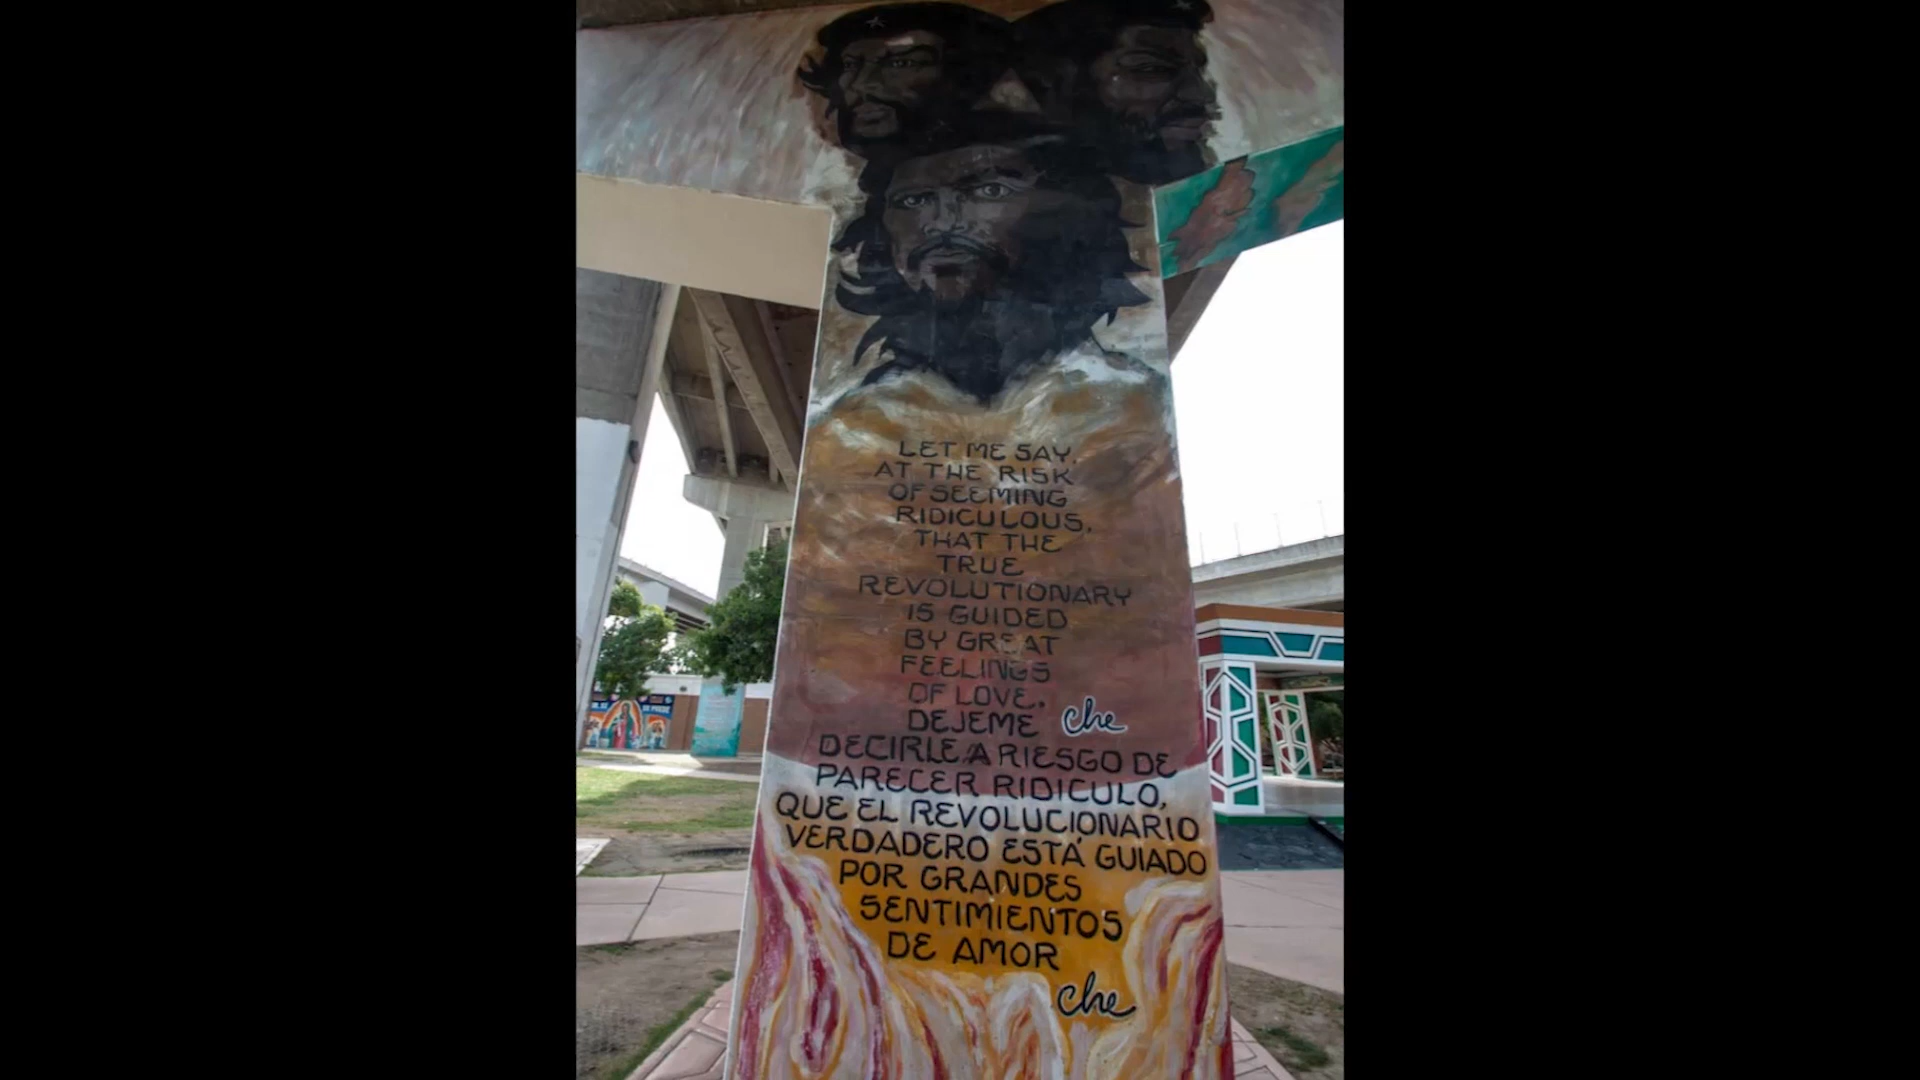 LET ME SAY,
AT THE RISK
OF SEEMING
RIDICULOUS,
THAT THE
TRUE
REVOLUTIONARY
IS GUIDED
BY GREAT
FEELINGS
OF LOVE.
che
DEJEME
DECIRLE A RIESGO DE
PARECER RIDICULO,
QUE EL REVOLUCIONARIO
VERDADERO ESTÁ GUIADO
POR GRANDES
SENTIMIENTOS
DE AMOR
che
SE PUEDE